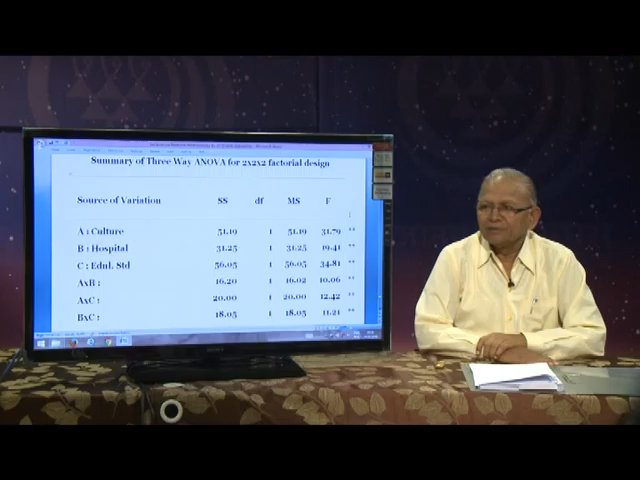 Summary of Three Way ANOVA for 2x2x2 factorial design
Source of Variation SS df MS F
A : Culture 51.19 1 51.19 31.79 **
B : Hospital 31.25 1 31.25 19.41 **
C : Ednl. Std 56.05 1 56.05 34.81 **
AxB : 16.20 1 16.02 10.06 **
AxC : 20.00 1 20.00 12.42 **
BxC : 18.05 1 18.05 11.21 **